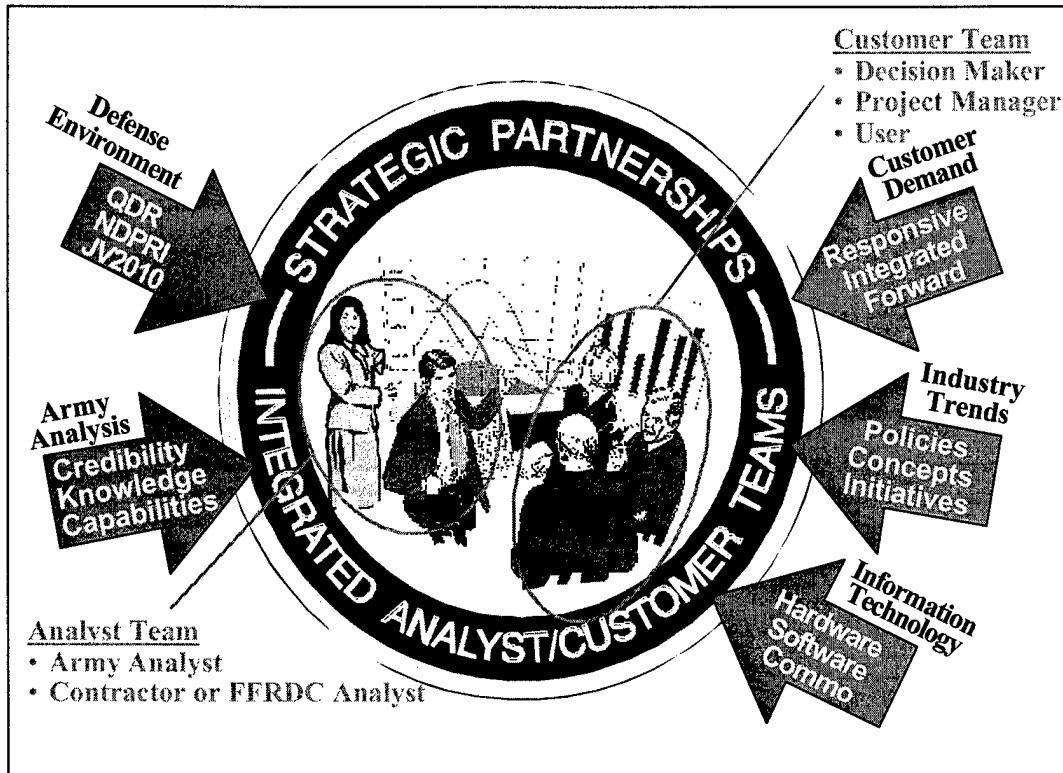 Customer Team
• Decision Maker
• Project Manager
• User
Defense
Environment
QDR
NDPRI
JV2010
STRATEGIC PARTNERSHIPS
Customer
Demand
Responsive
Integrated
Forward
Army
Analysis
Credibility
Knowledge
Capabilities
Industry
Trends
Policies
Concepts
Initiatives
INTEGRATED ANALYST/CUSTOMER TEAMS
Information
Technology
Hardware
Software
Commo
Analyst Team
• Army Analyst
• Contractor or FFRDC Analyst